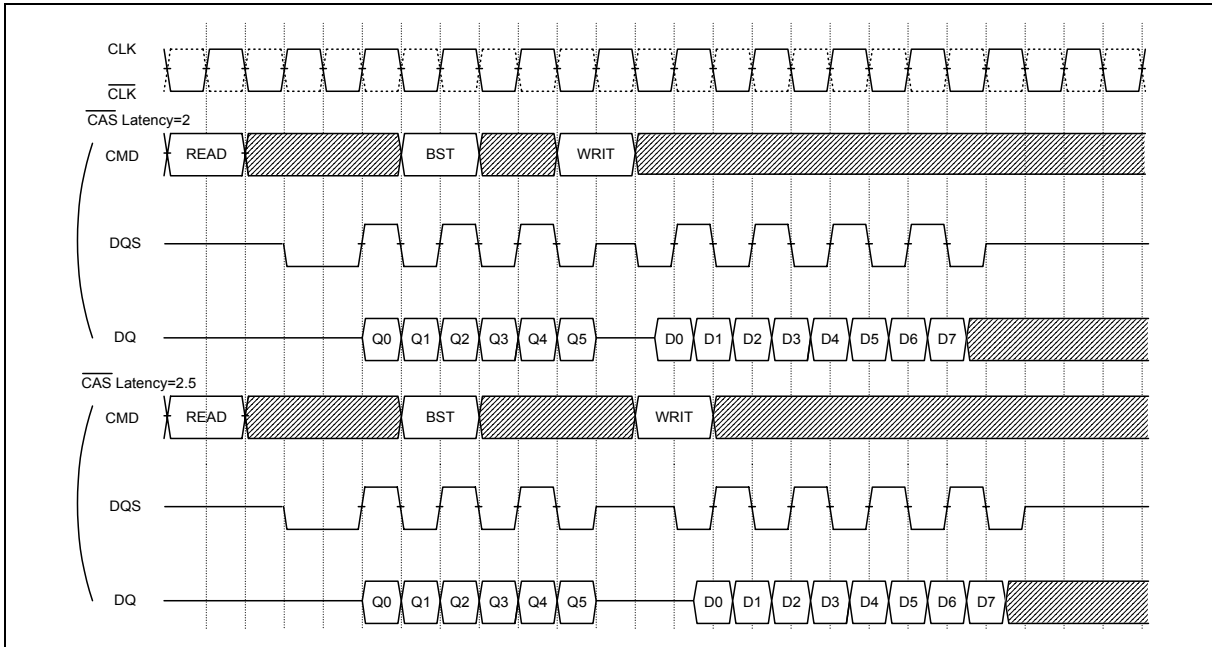 CLK
CLK
CAS Latency=2
CMD READ BST WRIT
DQS
DQ Q0 Q1 Q2 Q3 Q4 Q5 D0 D1 D2 D3 D4 D5 D6 D7
CAS Latency=2.5
CMD READ BST WRIT
DQS
DQ Q0 Q1 Q2 Q3 Q4 Q5 D0 D1 D2 D3 D4 D5 D6 D7